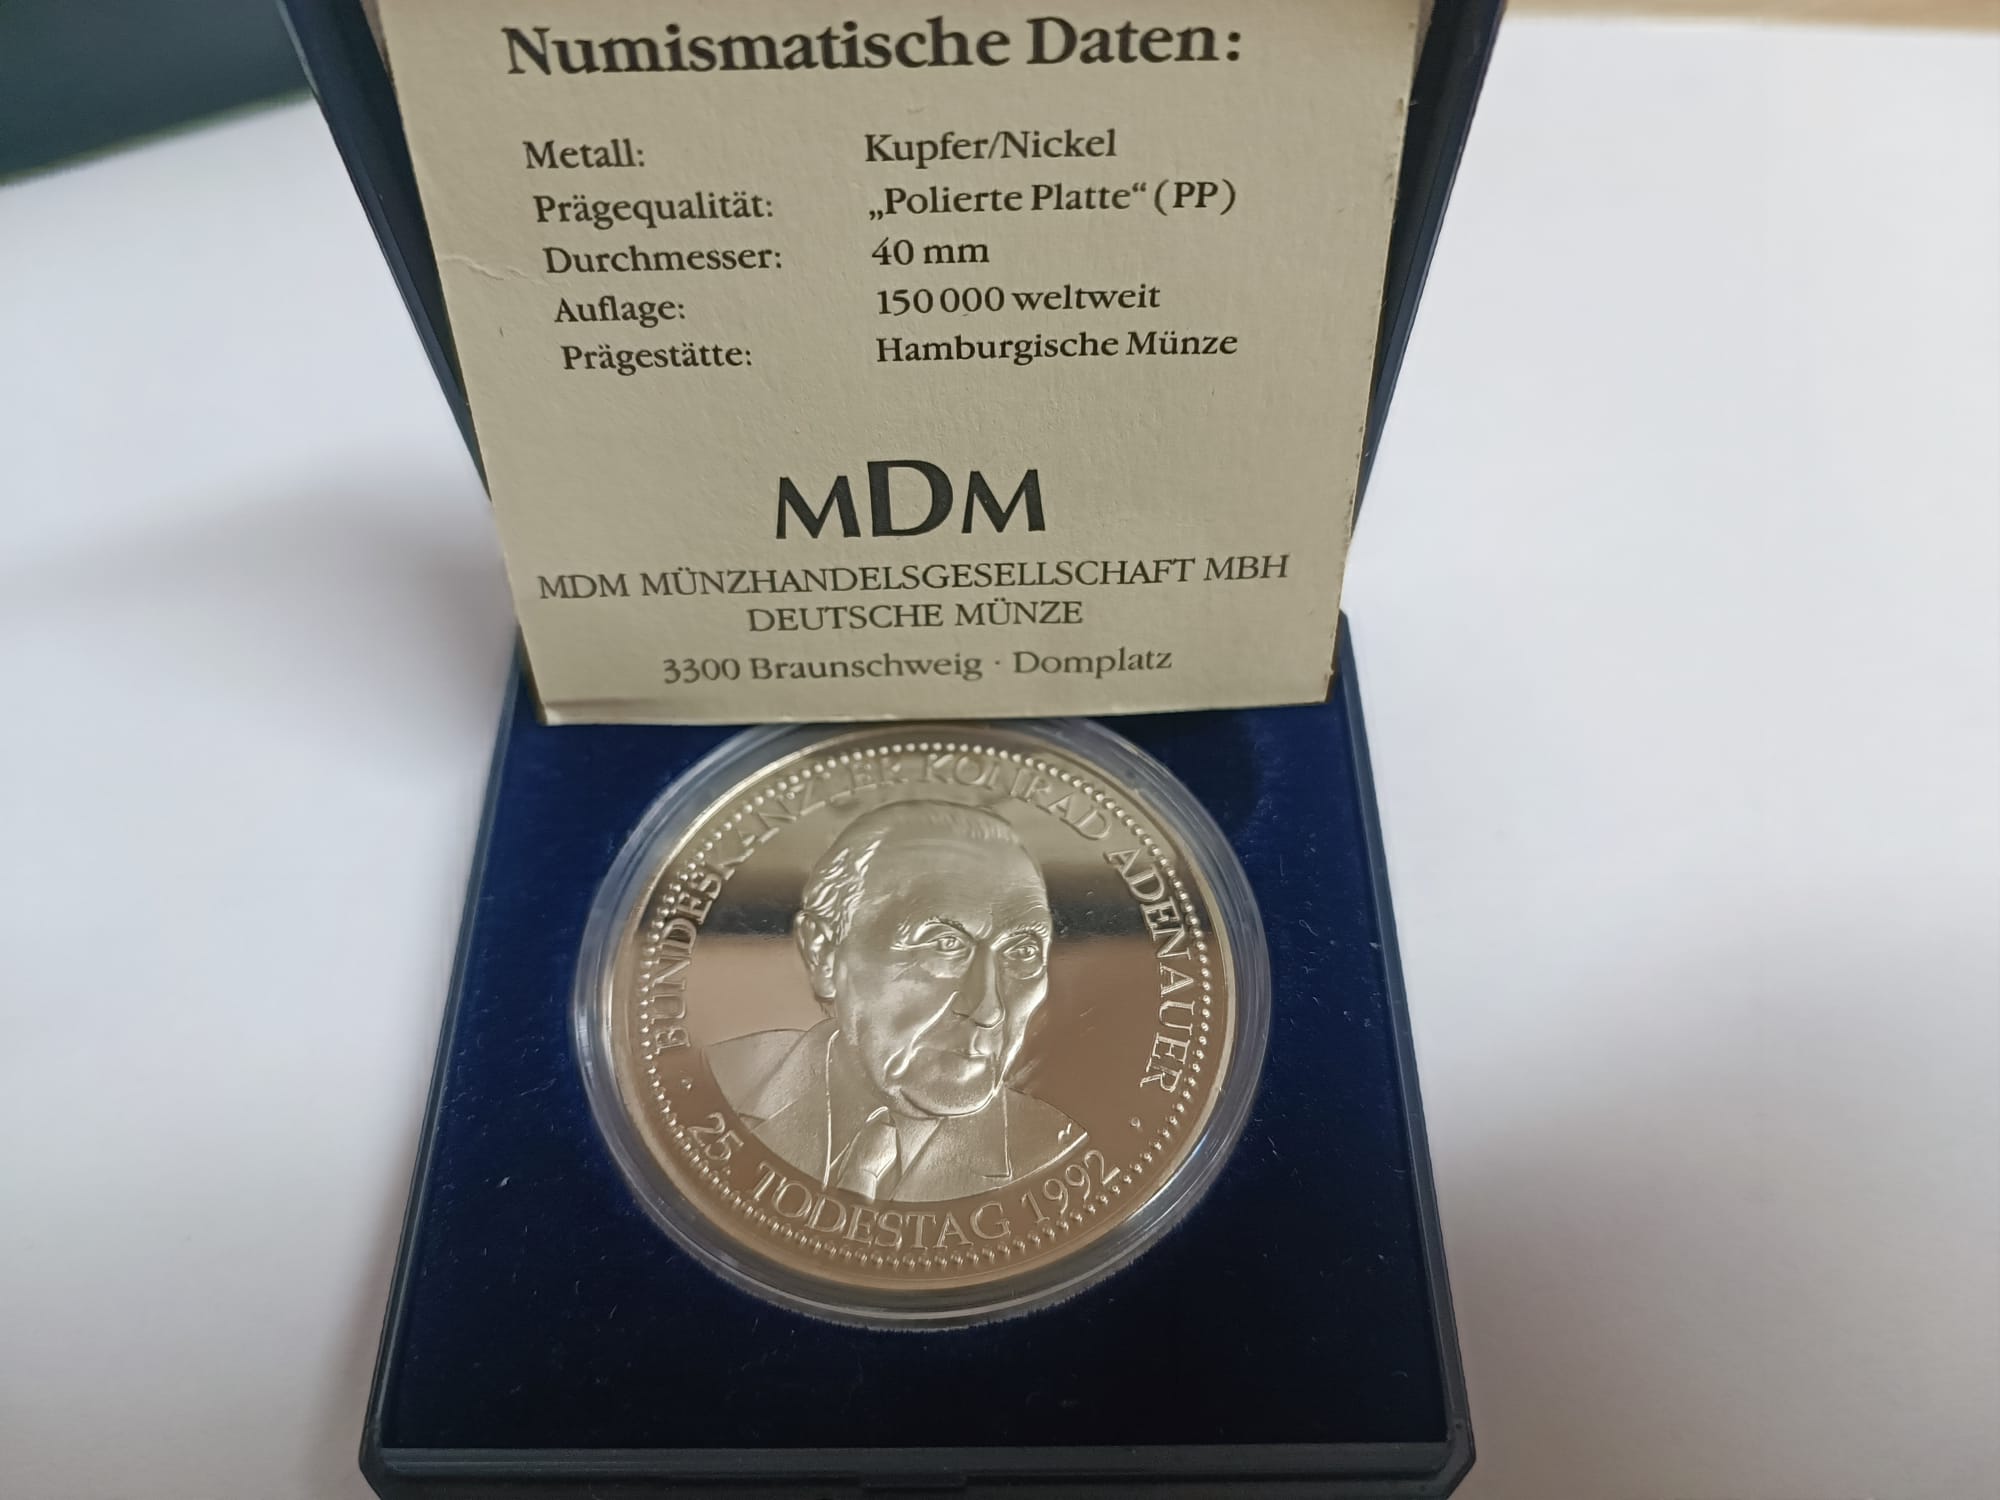 Numismatische Daten:
Metall: Kupfer/Nickel
Prägequalität: „Polierte Platte“ (PP)
Durchmesser: 40 mm
Auflage: 150 000 weltweit
Prägestätte: Hamburgische Münze
MDM
MDM MÜNZHANDELSGESELLSCHAFT MBH
DEUTSCHE MÜNZE
3300 Braunschweig · Domplatz
BUNDESKANZLER KONRAD ADENAUER
25. TODESTAG 1992